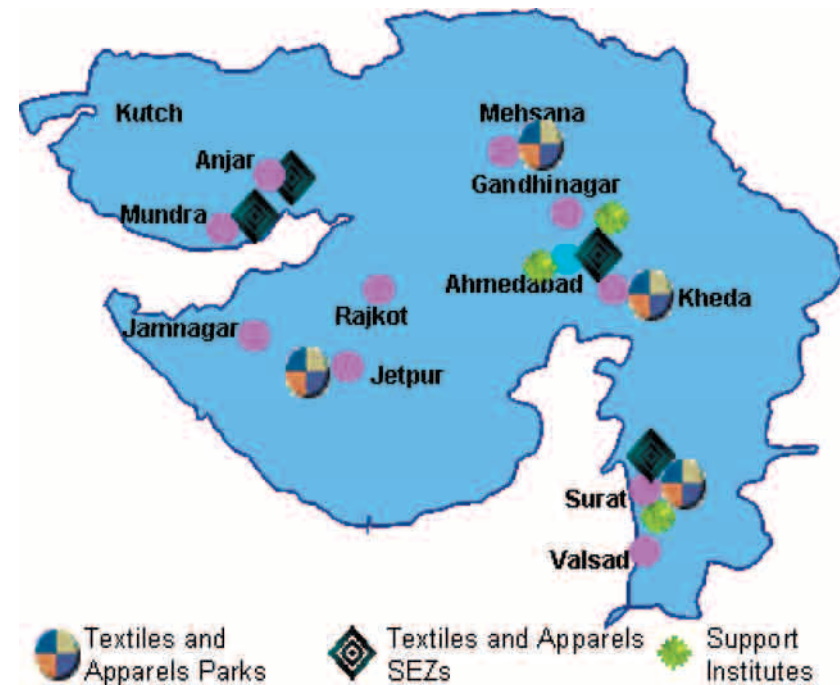 Kutch
Mehsana
Anjar
Gandhinagar
Mundra
Ahmedabad
Kheda
Rajkot
Jamnagar
Jetpur
Surat
Valsad
Textiles and
Apparels Parks
Textiles and Apparels
SEZs
Support
Institutes